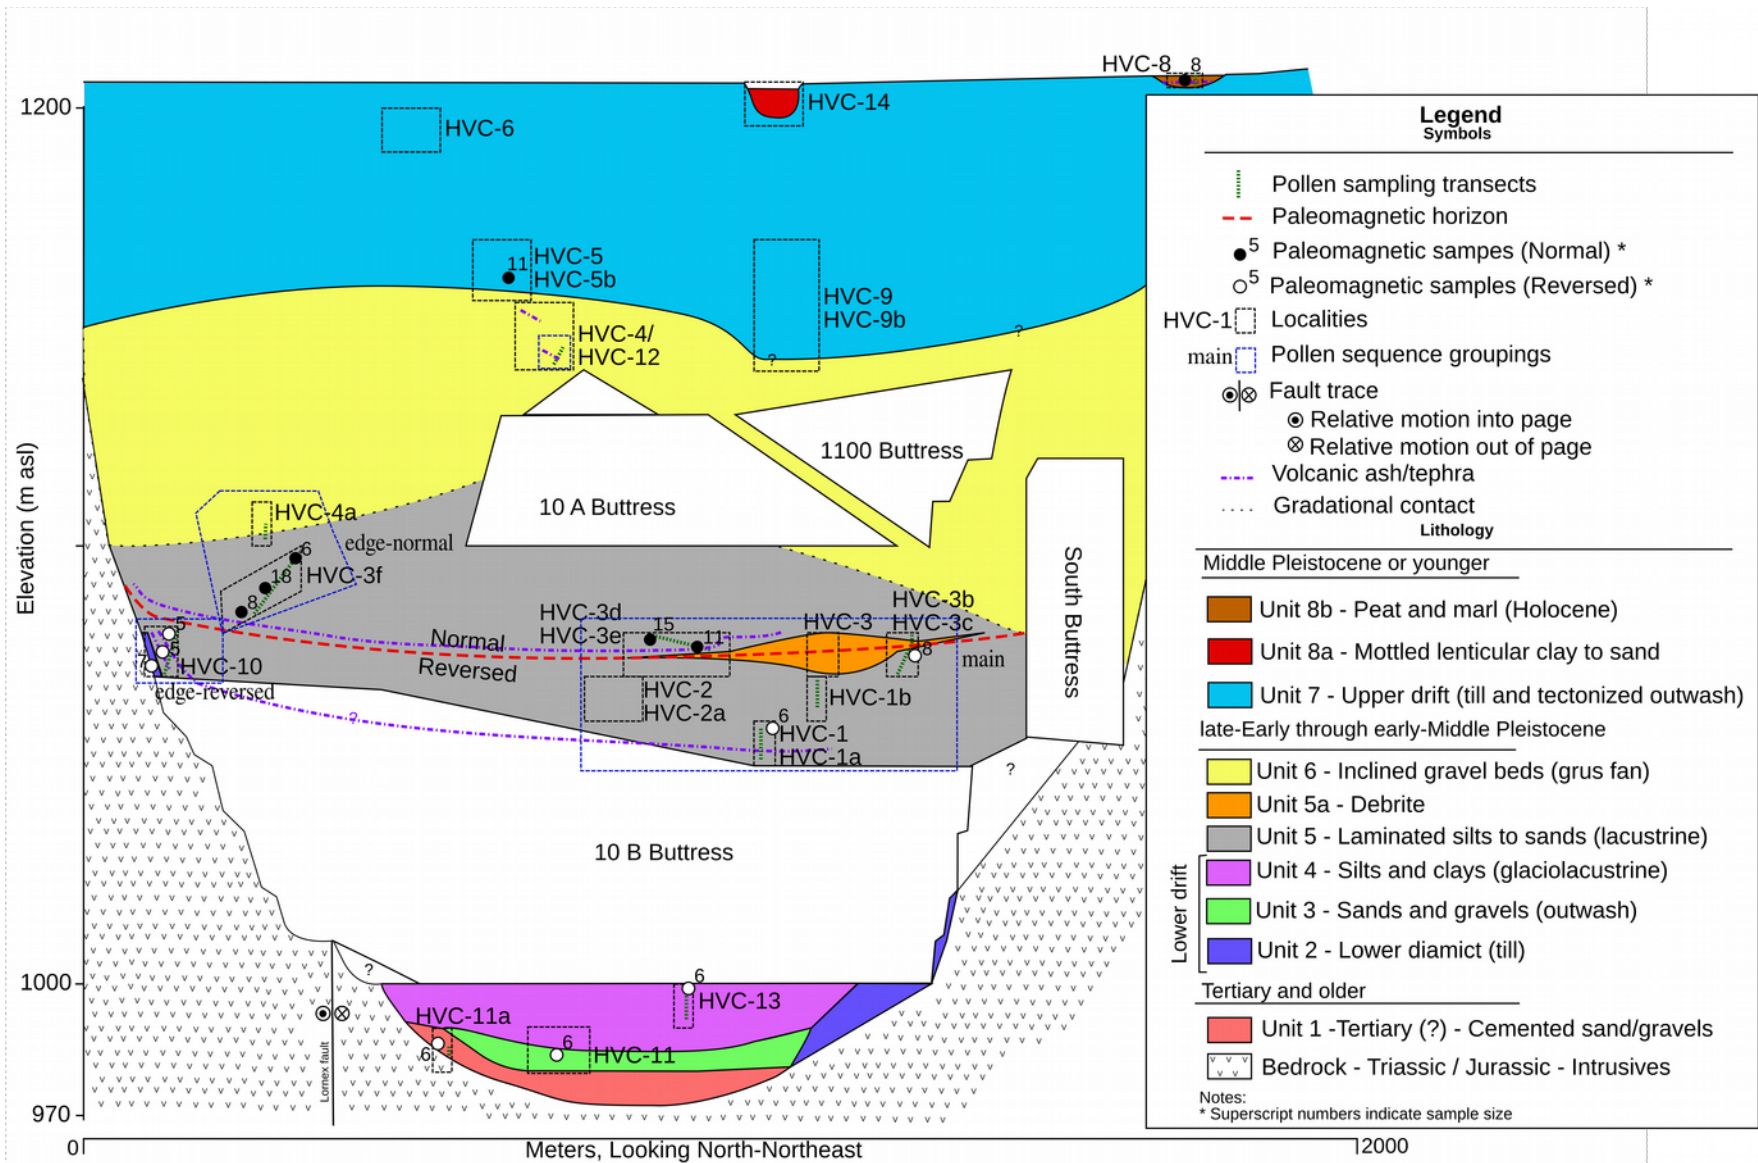 HVC-8 8
1200
HVC-14
HVC-6
11 HVC-5
HVC-5b
HVC-9
HVC-9b
?
HVC-4/
HVC-12
?
1100 Buttress
10 A Buttress
Elevation (m asl)
HVC-4a
edge-normal
6
HVC-3f
18
8
South Buttress
HVC-3d
HVC-3e
15
11
HVC-3
HVC-3b
HVC-3c
8
main
Normal
Reversed
5
5
7
HVC-10
edge-reversed
?
HVC-2
HVC-2a
HVC-1b
6
HVC-1
HVC-1a
?
10 B Buttress
?
1000
6
HVC-13
HVC-11a
6
6
HVC-11
Lornex fault
970
0
Meters, Looking North-Northeast
2000
Legend
Symbols
Pollen sampling transects
Paleomagnetic horizon
5 Paleomagnetic sampes (Normal) *
5 Paleomagnetic samples (Reversed) *
HVC-1 Localities
main Pollen sequence groupings
Fault trace
Relative motion into page
Relative motion out of page
Volcanic ash/tephra
Gradational contact
Lithology
Middle Pleistocene or younger
Unit 8b - Peat and marl (Holocene)
Unit 8a - Mottled lenticular clay to sand
Unit 7 - Upper drift (till and tectonized outwash)
late-Early through early-Middle Pleistocene
Unit 6 - Inclined gravel beds (grus fan)
Unit 5a - Debrite
Unit 5 - Laminated silts to sands (lacustrine)
Lower drift
Unit 4 - Silts and clays (glaciolacustrine)
Unit 3 - Sands and gravels (outwash)
Unit 2 - Lower diamict (till)
Tertiary and older
Unit 1 -Tertiary (?) - Cemented sand/gravels
Bedrock - Triassic / Jurassic - Intrusives
Notes:
* Superscript numbers indicate sample size